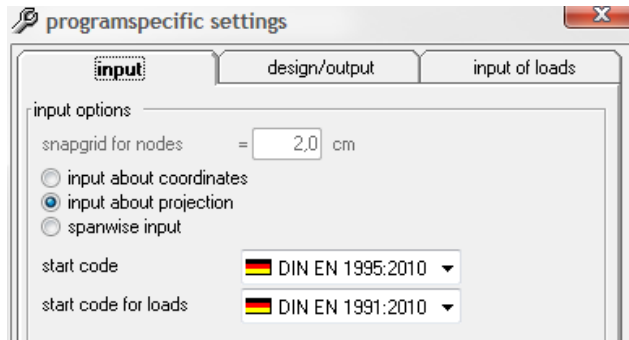 programspecific settings
input design/output input of loads
input options
snapgrid for nodes = 2,0 cm
input about coordinates
input about projection
spanwise input
start code DIN EN 1995:2010
start code for loads DIN EN 1991:2010